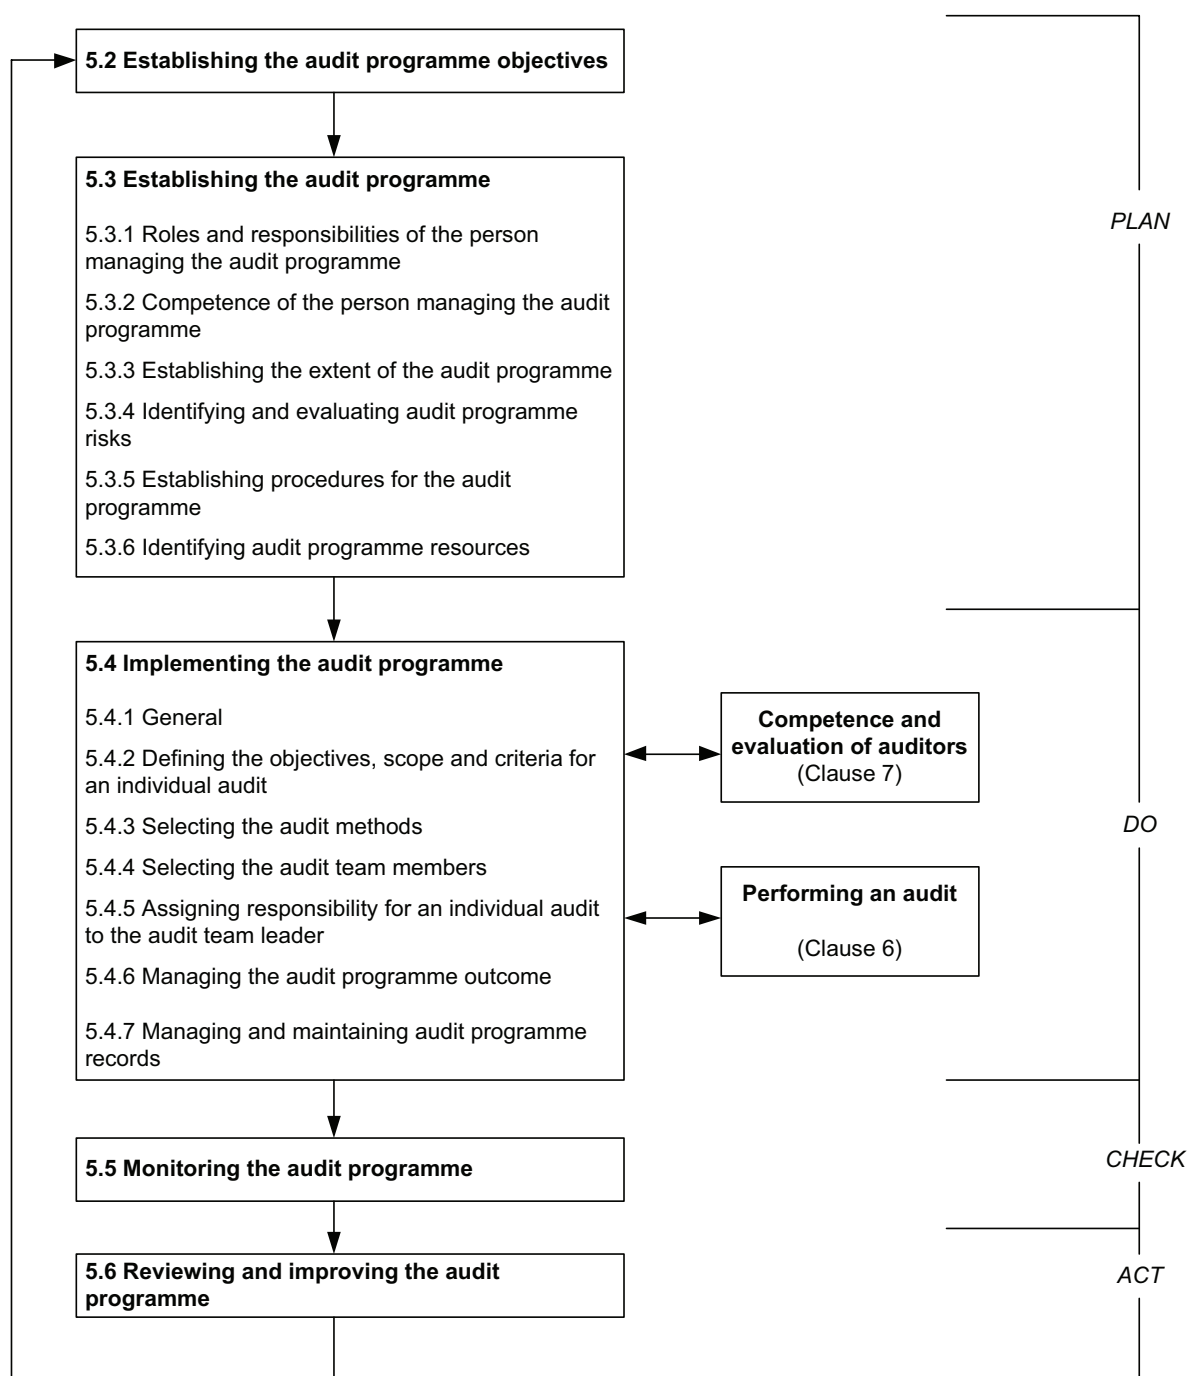 5.2 Establishing the audit programme objectives
5.3 Establishing the audit programme
5.3.1 Roles and responsibilities of the person
managing the audit programme
5.3.2 Competence of the person managing the audit
programme
5.3.3 Establishing the extent of the audit programme
5.3.4 Identifying and evaluating audit programme
risks
5.3.5 Establishing procedures for the audit
programme
5.3.6 Identifying audit programme resources
PLAN
5.4 Implementing the audit programme
5.4.1 General
5.4.2 Defining the objectives, scope and criteria for
an individual audit
5.4.3 Selecting the audit methods
5.4.4 Selecting the audit team members
5.4.5 Assigning responsibility for an individual audit
to the audit team leader
5.4.6 Managing the audit programme outcome
5.4.7 Managing and maintaining audit programme
records
Competence and
evaluation of auditors
(Clause 7)
Performing an audit
(Clause 6)
DO
5.5 Monitoring the audit programme
CHECK
5.6 Reviewing and improving the audit
programme
ACT